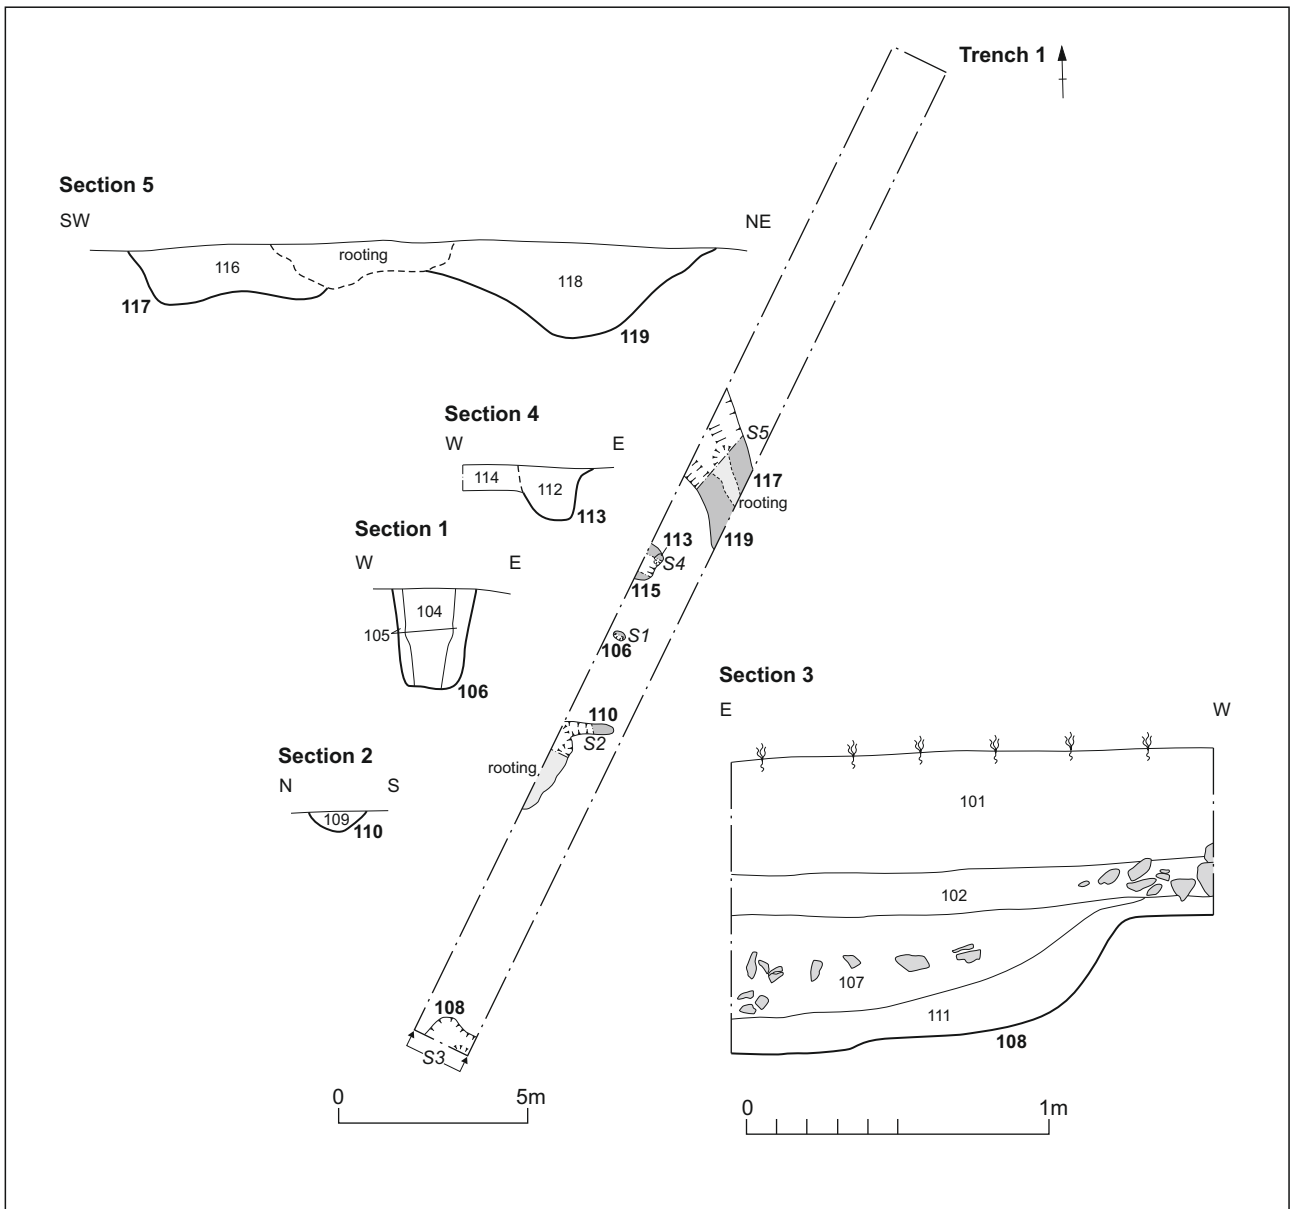 Trench 1
Section 5
SW
NE
116
rooting
118
117
119
Section 4
W
E
114
112
113
S5
117
rooting
119
113
S4
115
Section 1
W
E
104
105
106
S1
106
Section 2
N
S
109
110
110
S2
rooting
Section 3
E
W
101
102
107
111
108
108
S3
0
5m
0
1m